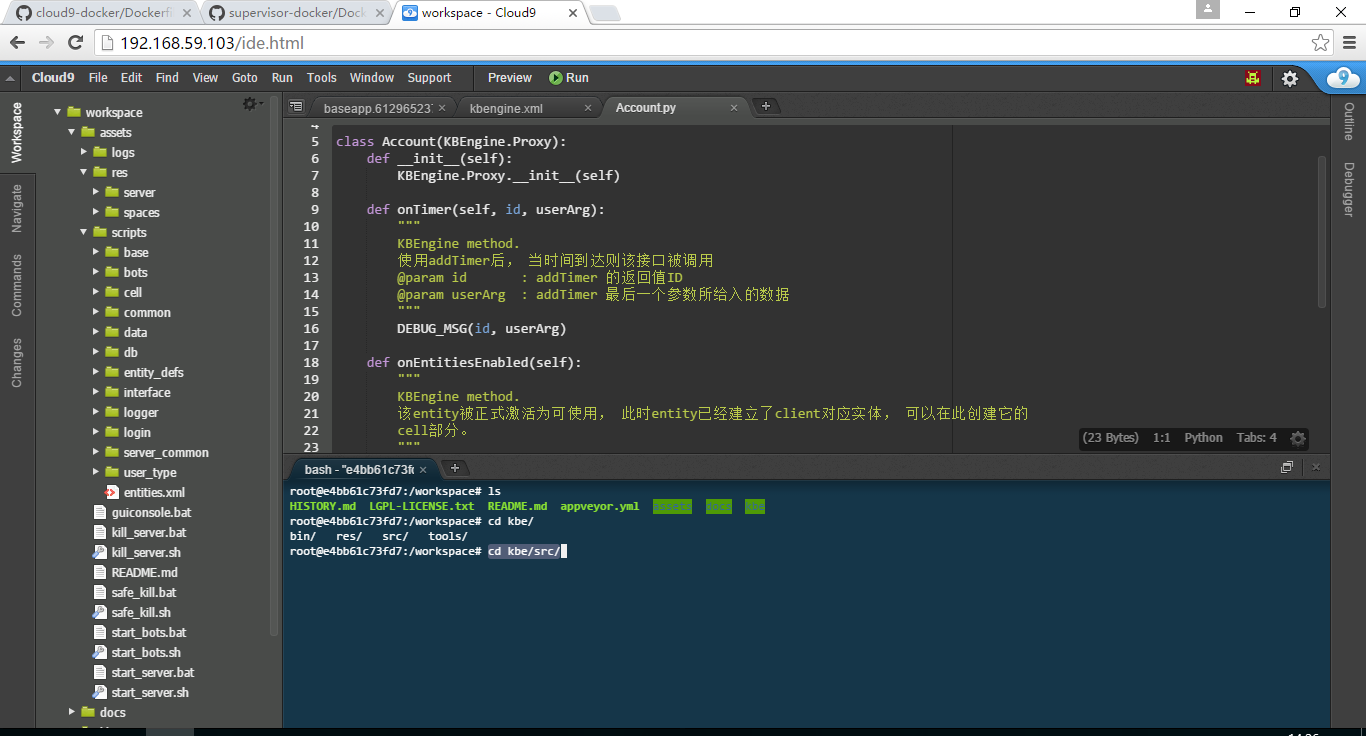 cloud9-docker/Dockerf
supervisor-docker/Dock
workspace - Cloud9
192.168.59.103/ide.html
Cloud9 File Edit Find View Goto Run Tools Window Support Preview Run
Workspace
Navigate
Commands
Changes
workspace
assets
logs
res
server
spaces
scripts
base
bots
cell
common
data
db
entity_defs
interface
logger
login
server_common
user_type
entities.xml
guiconsole.bat
kill_server.bat
kill_server.sh
README.md
safe_kill.bat
safe_kill.sh
start_bots.bat
start_bots.sh
start_server.bat
start_server.sh
docs
baseapp.61296523 kbengine.xml Account.py
4
5 class Account(KBEngine.Proxy):
6 def __init__(self):
7 KBEngine.Proxy.__init__(self)
8
9 def onTimer(self, id, userArg):
10 """
11 KBEngine method.
12 使用addTimer后， 当时间到达则该接口被调用
13 @param id : addTimer 的返回值ID
14 @param userArg : addTimer 最后一个参数所给入的数据
15 """
16 DEBUG_MSG(id, userArg)
17
18 def onEntitiesEnabled(self):
19 """
20 KBEngine method.
21 该entity被正式激活为可使用， 此时entity已经建立了client对应实体， 可以在此创建它的
22 cell部分。
23 """
(23 Bytes) 1:1 Python Tabs: 4
Outline
Debugger
bash - "e4bb61c73f
root@e4bb61c73fd7:/workspace# ls
HISTORY.md LGPL-LICENSE.txt README.md appveyor.yml assets docs kbe
root@e4bb61c73fd7:/workspace# cd kbe/
bin/ res/ src/ tools/
root@e4bb61c73fd7:/workspace# cd kbe/src/